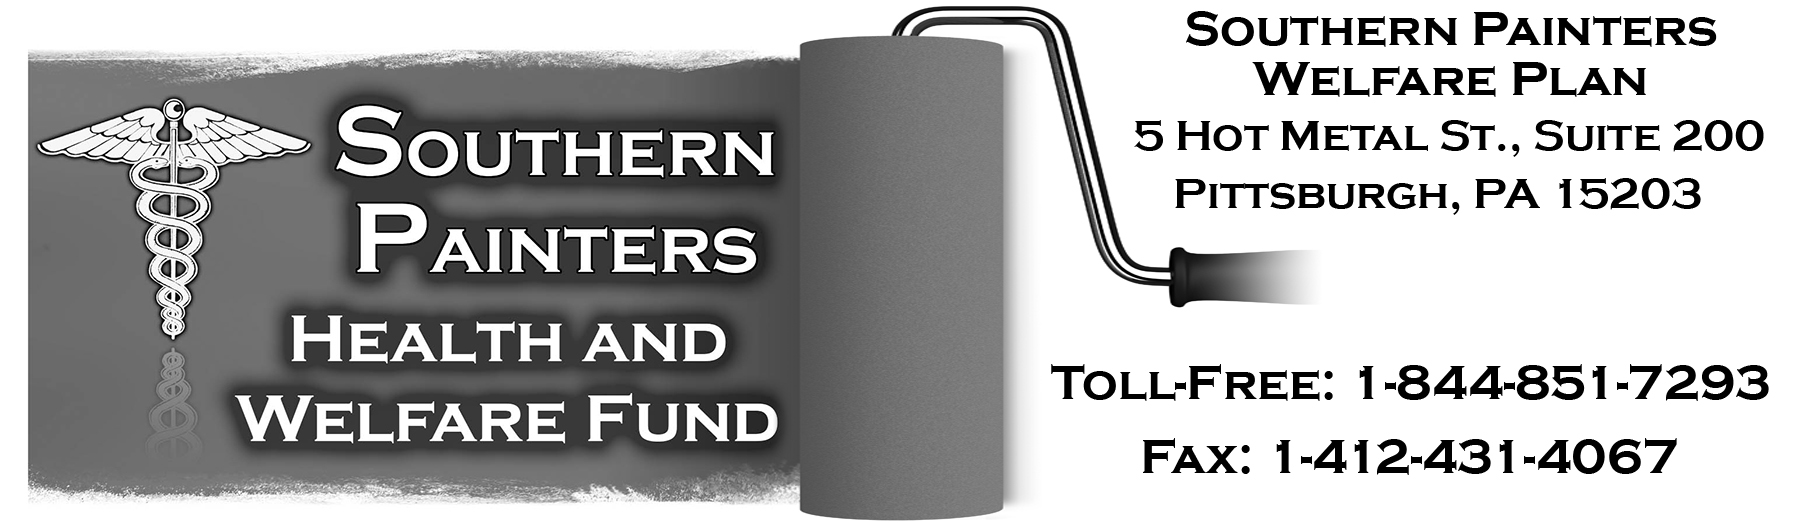 Southern
Painters
Health and
Welfare Fund
Southern Painters
Welfare Plan
5 Hot Metal St., Suite 200
Pittsburgh, PA 15203
Toll-Free: 1-844-851-7293
Fax: 1-412-431-4067